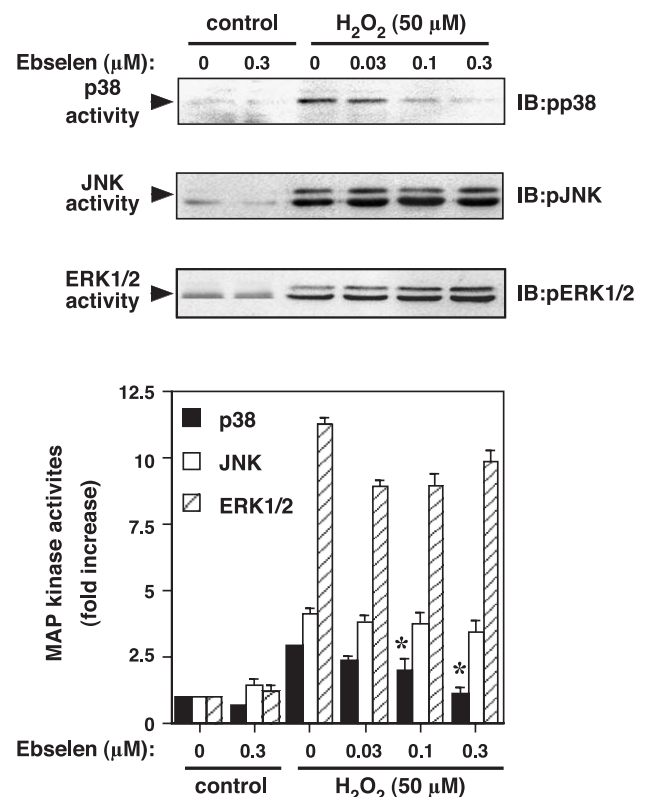 control H₂O₂ (50 μM)
Ebselen (μM): 0 0.3 0 0.03 0.1 0.3
p38
activity
IB:pp38
JNK
activity
IB:pJNK
ERK1/2
activity
IB:pERK1/2
12.5
10
7.5
5
2.5
0
MAP kinase activites
(fold increase)
p38
JNK
ERK1/2
*
*
Ebselen (μM): 0 0.3 0 0.03 0.1 0.3
control H₂O₂ (50 μM)